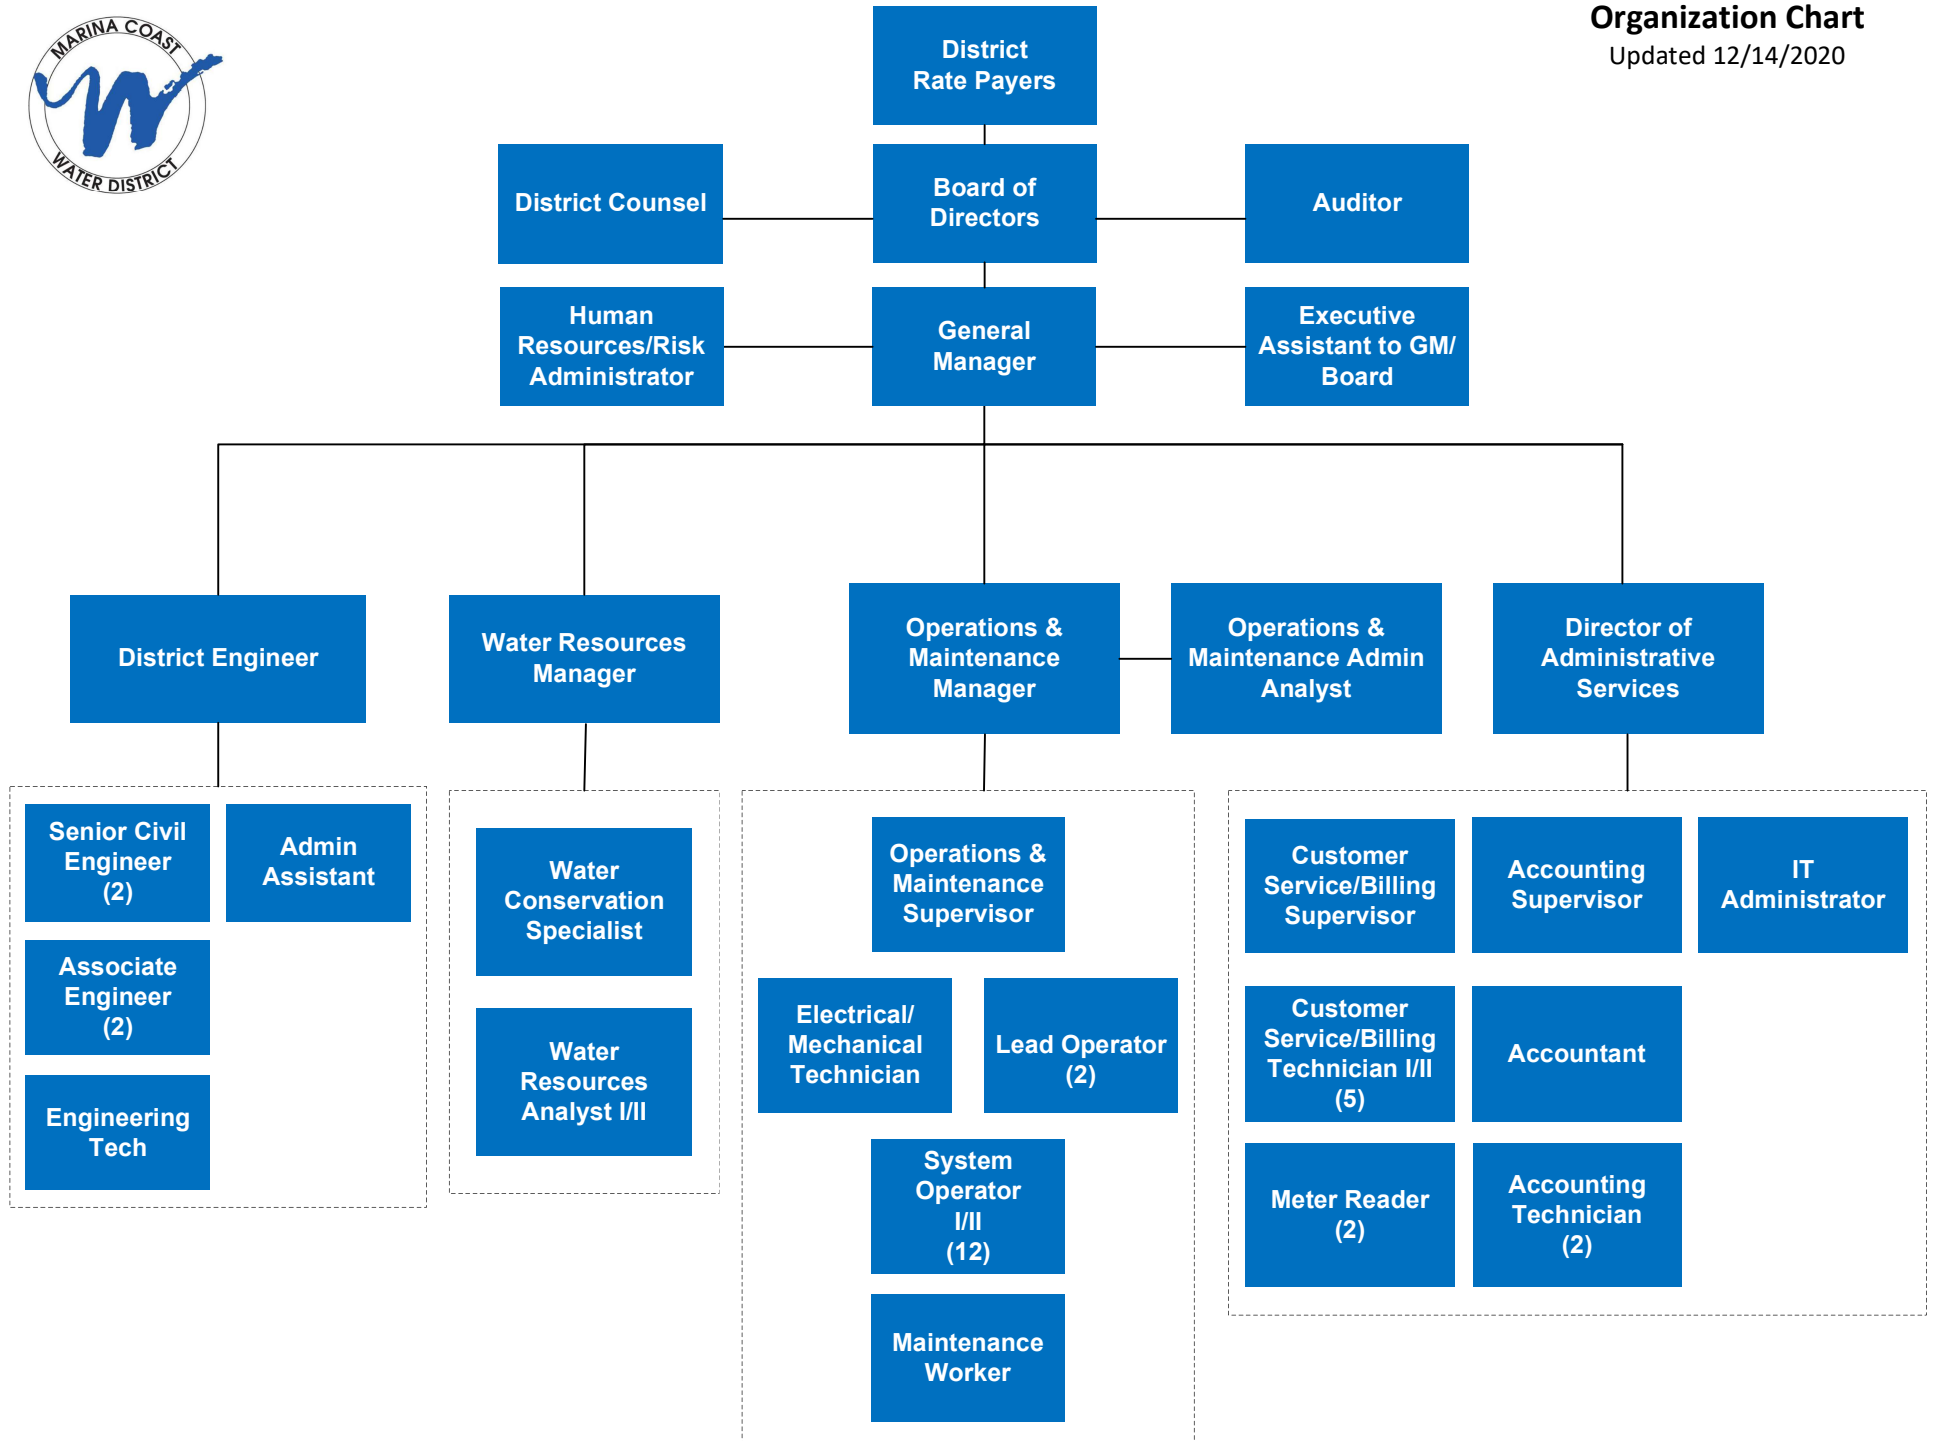 MARINA COAST
WATER DISTRICT
Organization Chart
Updated 12/14/2020
District
Rate Payers
District Counsel
Board of
Directors
Auditor
Human
Resources/Risk
Administrator
General
Manager
Executive
Assistant to GM/
Board
District Engineer
Water Resources
Manager
Operations &
Maintenance
Manager
Operations &
Maintenance Admin
Analyst
Director of
Administrative
Services
Senior Civil
Engineer
(2)
Admin
Assistant
Associate
Engineer
(2)
Engineering
Tech
Water
Conservation
Specialist
Water
Resources
Analyst I/II
Operations &
Maintenance
Supervisor
Electrical/
Mechanical
Technician
Lead Operator
(2)
System
Operator
I/II
(12)
Maintenance
Worker
Customer
Service/Billing
Supervisor
Accounting
Supervisor
IT
Administrator
Customer
Service/Billing
Technician I/II
(5)
Accountant
Meter Reader
(2)
Accounting
Technician
(2)